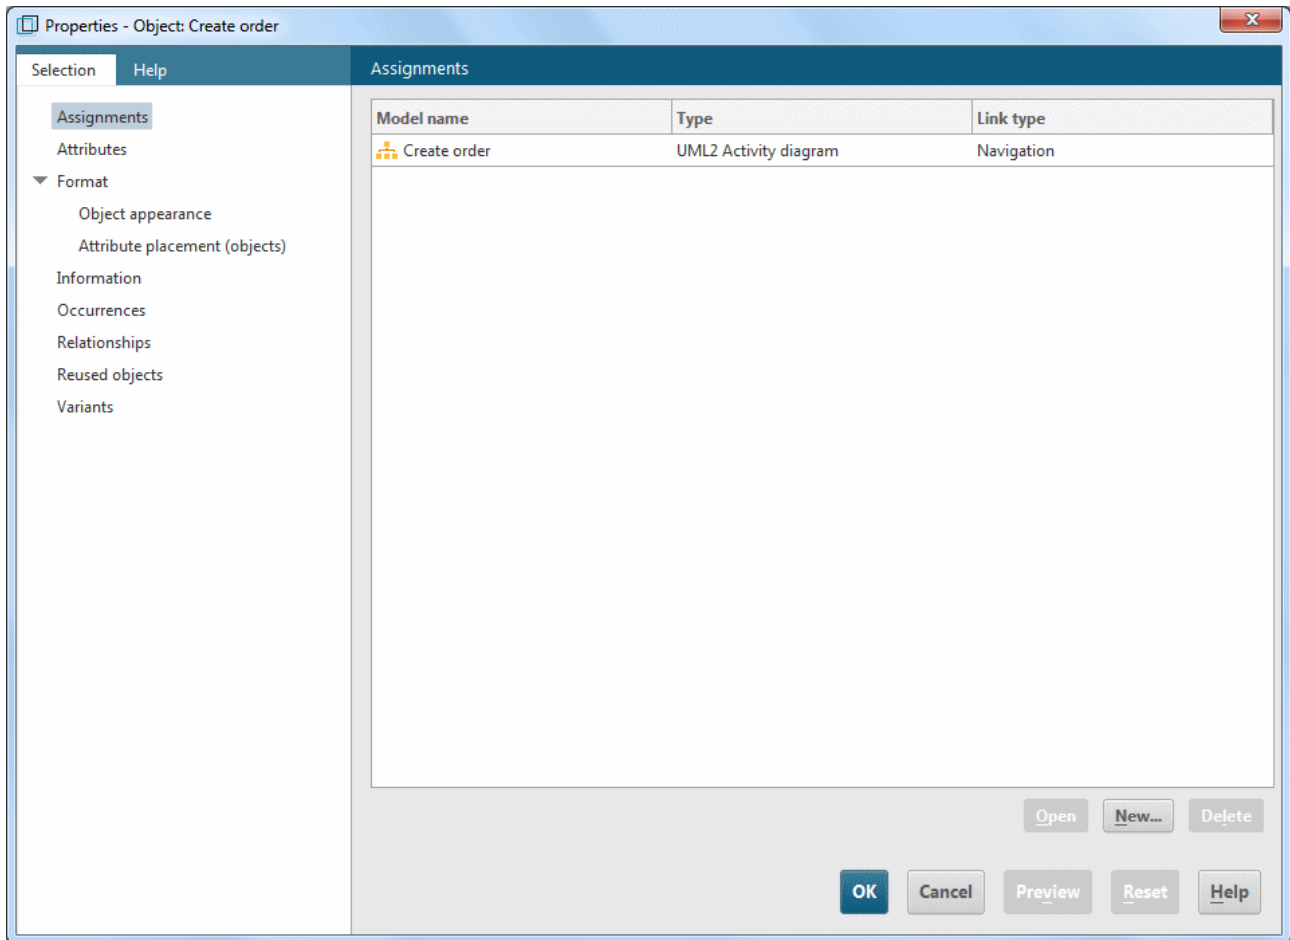 Properties - Object: Create order
Selection Help
Assignments
Attributes
Format
Object appearance
Attribute placement (objects)
Information
Occurrences
Relationships
Reused objects
Variants
Assignments
Model name Type Link type
Create order UML2 Activity diagram Navigation
Open New... Delete
OK Cancel Preview Reset Help